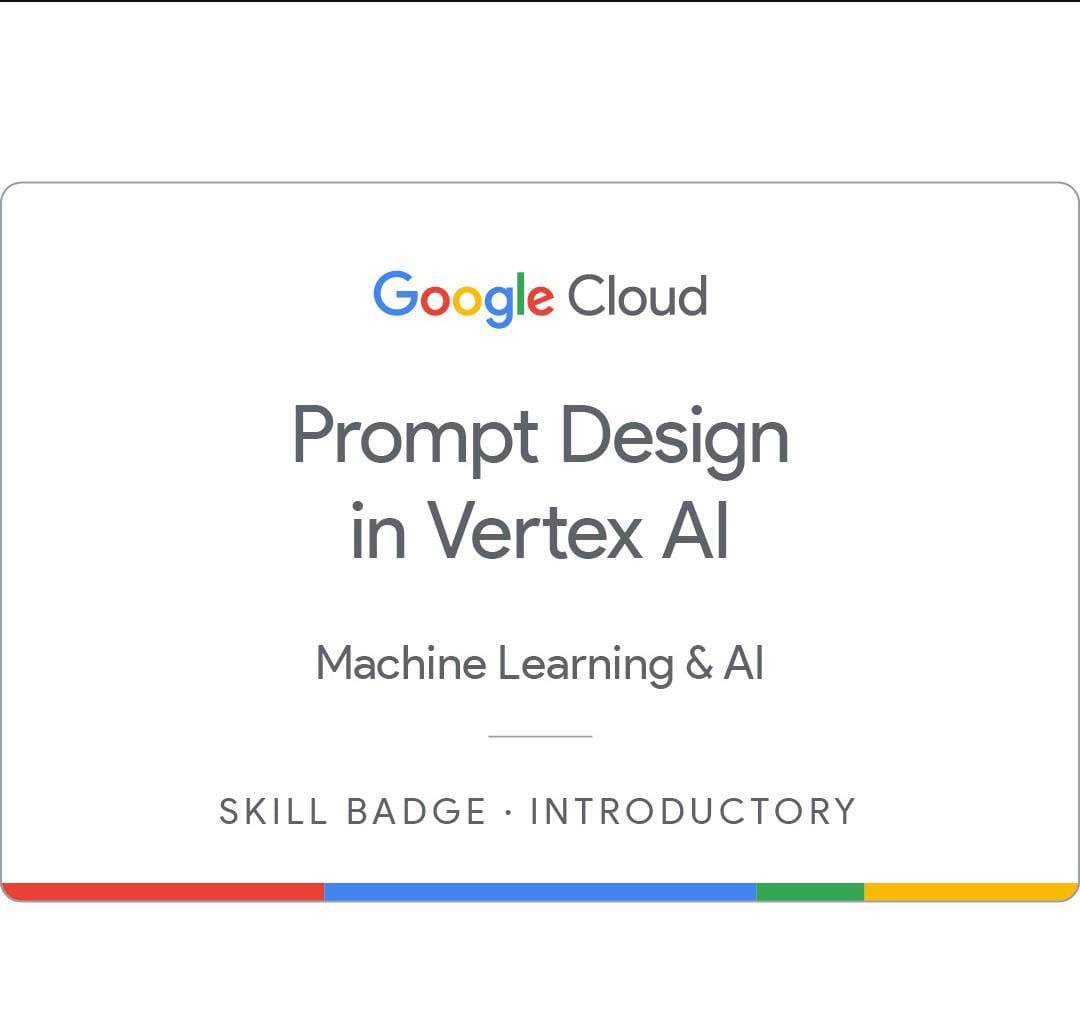 Google Cloud
Prompt Design
in Vertex AI
Machine Learning & AI
SKILL BADGE · INTRODUCTORY